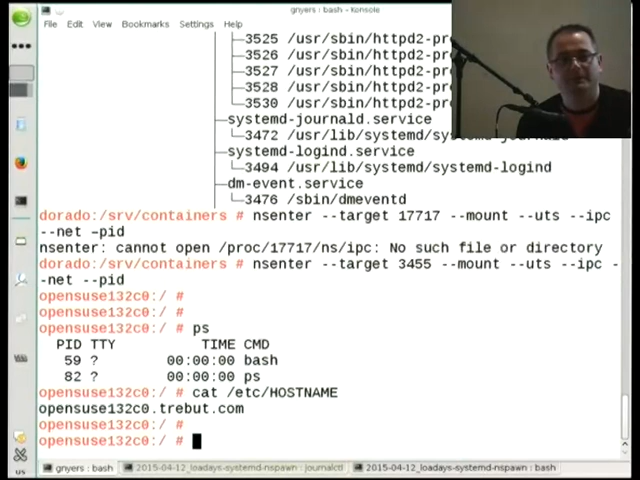 gnyers : bash – Konsole
File Edit View Bookmarks Settings Help
├─3525 /usr/sbin/httpd2-pr
├─3526 /usr/sbin/httpd2-pr
├─3527 /usr/sbin/httpd2-pr
├─3528 /usr/sbin/httpd2-pr
└─3530 /usr/sbin/httpd2-pr
├─systemd-journald.service
└─3472 /usr/lib/systemd/systemd-journald
├─systemd-logind.service
└─3494 /usr/lib/systemd/systemd-logind
├─dm-event.service
└─3476 /sbin/dmeventd
dorado:/srv/containers # nsenter --target 17717 --mount --uts --ipc
--net –pid
nsenter: cannot open /proc/17717/ns/ipc: No such file or directory
dorado:/srv/containers # nsenter --target 3455 --mount --uts --ipc -
-net --pid
opensuse132c0:/ #
opensuse132c0:/ #
opensuse132c0:/ # ps
PID TTY TIME CMD
59 ? 00:00:00 bash
82 ? 00:00:00 ps
opensuse132c0:/ # cat /etc/HOSTNAME
opensuse132c0.trebut.com
opensuse132c0:/ #
opensuse132c0:/ #
us
gnyers : bash
2015-04-12_loadays-systemd-nspawn : journalctl
2015-04-12_loadays-systemd-nspawn : bash